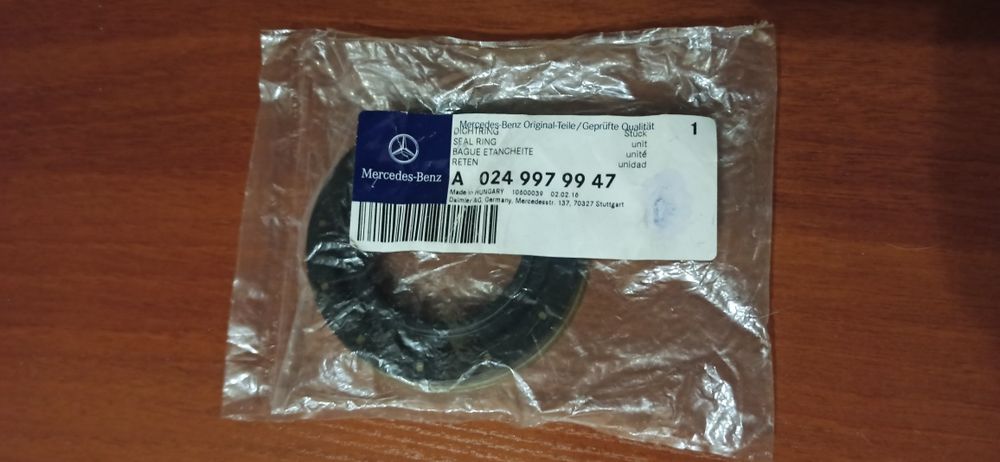 Mercedes-Benz Original-Teile/Geprüfte Qualität 1
DICHTRING Stück
SEAL RING unit
BAGUE ETANCHEITE unité
RETEN unidad
Mercedes-Benz
A 024 997 99 47
Made in HUNGARY 10600039 02.02.16
Daimler AG, Germany, Mercedesstr. 137, 70327 Stuttgart